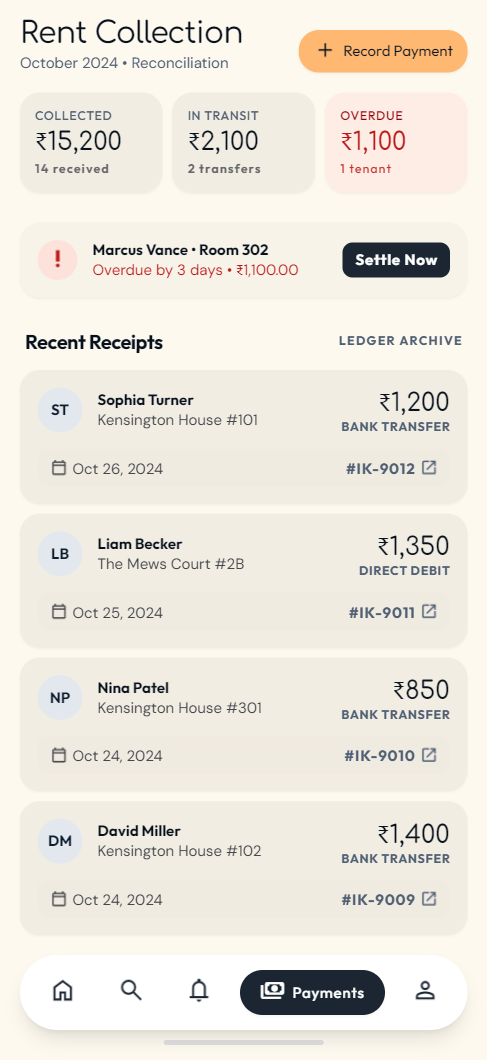 Rent Collection
October 2024 • Reconciliation
+ Record Payment
COLLECTED
₹15,200
14 received
IN TRANSIT
₹2,100
2 transfers
OVERDUE
₹1,100
1 tenant
! Marcus Vance • Room 302
Overdue by 3 days • ₹1,100.00
Settle Now
Recent Receipts
LEDGER ARCHIVE
ST
Sophia Turner
Kensington House #101
₹1,200
BANK TRANSFER
Oct 26, 2024
#IK-9012
LB
Liam Becker
The Mews Court #2B
₹1,350
DIRECT DEBIT
Oct 25, 2024
#IK-9011
NP
Nina Patel
Kensington House #301
₹850
BANK TRANSFER
Oct 24, 2024
#IK-9010
DM
David Miller
Kensington House #102
₹1,400
BANK TRANSFER
Oct 24, 2024
#IK-9009
Payments